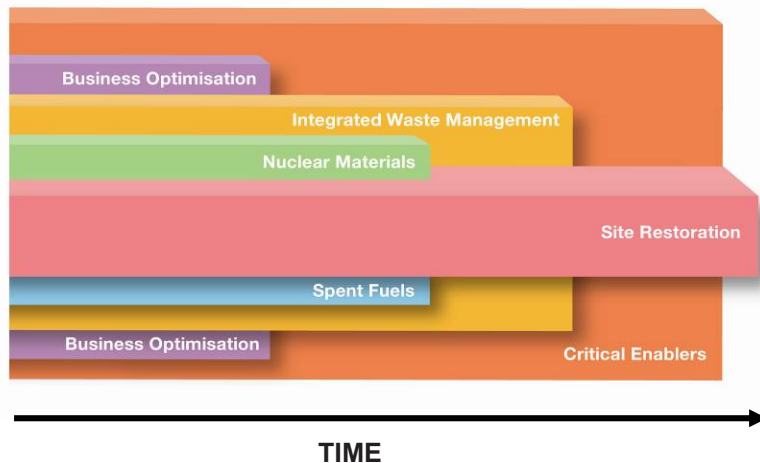 Business Optimisation
Integrated Waste Management
Nuclear Materials
Site Restoration
Spent Fuels
Business Optimisation
Critical Enablers
TIME